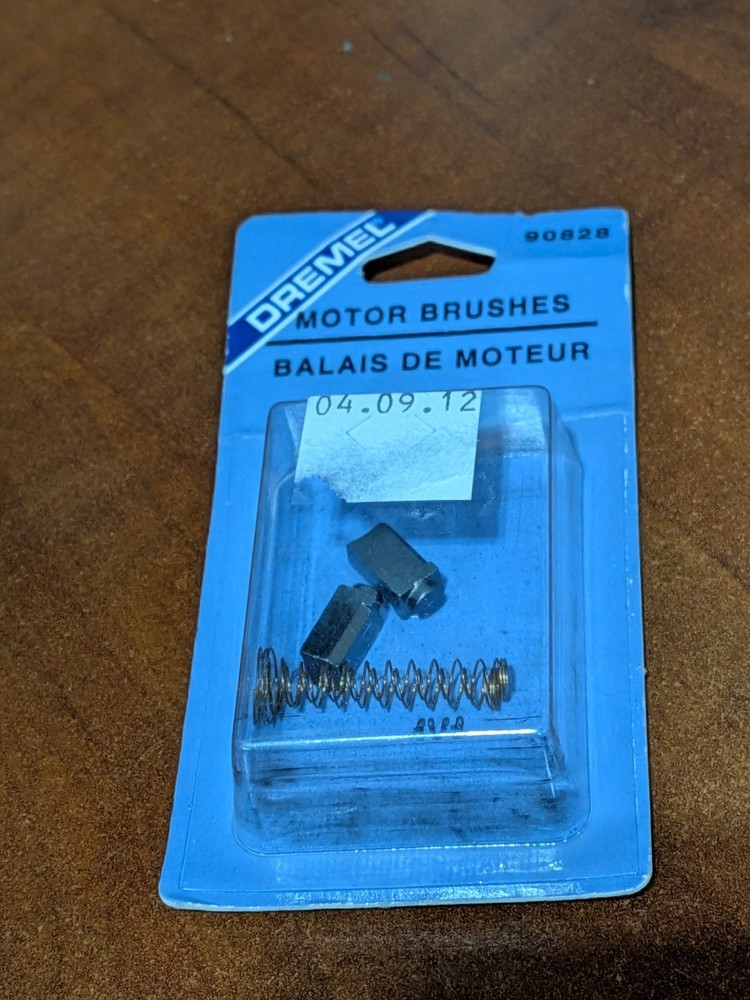 DREMEL
90828
MOTOR BRUSHES
BALAIS DE MOTEUR
04.09.12